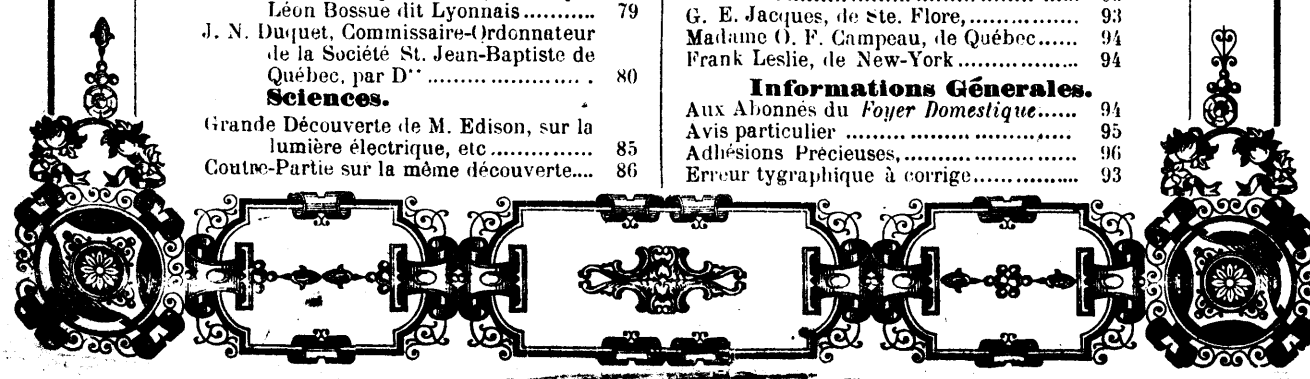 Léon Bossue dit Lyonnais........... 79
J. N. Duquet, Commissaire-Ordonnateur
de la Société St. Jean-Baptiste de
Québec, par D** ....................... 80
Sciences.
Grande Découverte de M. Edison, sur la
lumière électrique, etc ............... 85
Contre-Partie sur la même découverte.... 86
G. E. Jacques, de Ste. Flore,................ 93
Madame O. F. Campeau, de Québec...... 94
Frank Leslie, de New-York .................. 94
Informations Génerales.
Aux Abonnés du Foyer Domestique...... 94
Avis particulier .............................. 95
Adhésions Précieuses,......................... 96
Erreur tygraphique à corrige............... 93